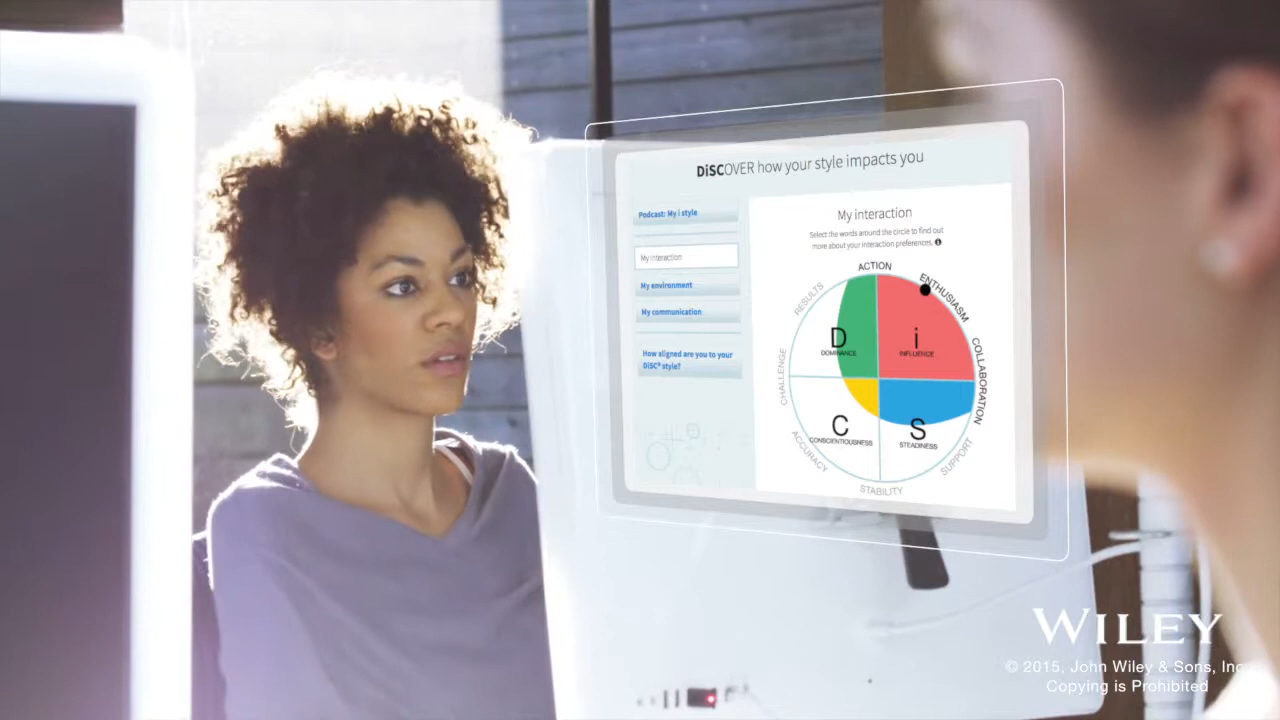 DiSCOVER how your style impacts you
Podcast: My i style
My interaction
My environment
My communication
How aligned are you to your
DiSC® style?
My interaction
Select the words around the circle to find out
more about your interaction preferences.
ACTION
ENTHUSIASM
COLLABORATION
SUPPORT
STABILITY
ACCURACY
CHALLENGE
RESULTS
D
DOMINANCE
i
INFLUENCE
C
CONSCIENTIOUSNESS
S
STEADINESS
WILEY
© 2015, John Wiley & Sons, Inc.
Copying is Prohibited